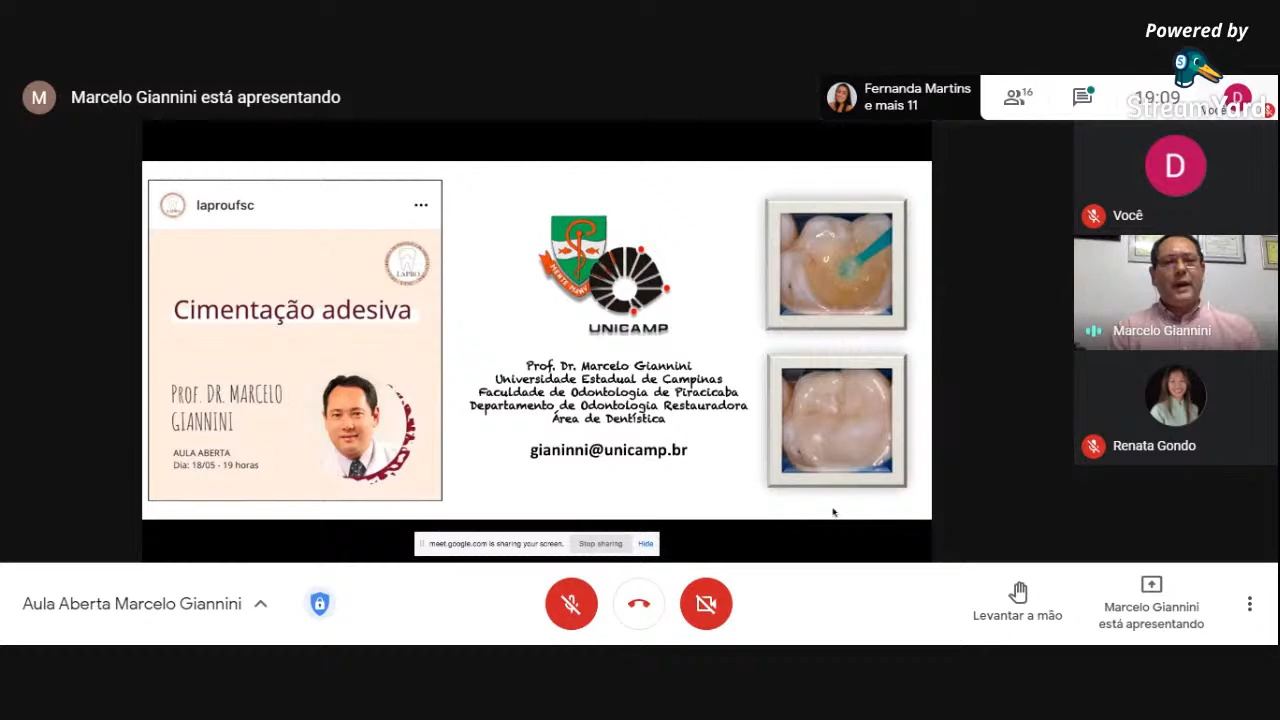 Powered by
StreamYard
M
Marcelo Giannini está apresentando
Fernanda Martins
e mais 11
16
19:09
D
Você
laproufsc
LAPRO
Cimentação adesiva
PROF. DR. MARCELO
GIANNINI
AULA ABERTA
Dia: 18/05 - 19 horas
UNICAMP
Prof. Dr. Marcelo Giannini
Universidade Estadual de Campinas
Faculdade de Odontologia de Piracicaba
Departamento de Odontologia Restauradora
Área de Dentística
gianinni@unicamp.br
D
Você
Marcelo Giannini
Renata Gondo
meet.google.com is sharing your screen.
Stop sharing
Hide
Aula Aberta Marcelo Giannini
Levantar a mão
Marcelo Giannini
está apresentando